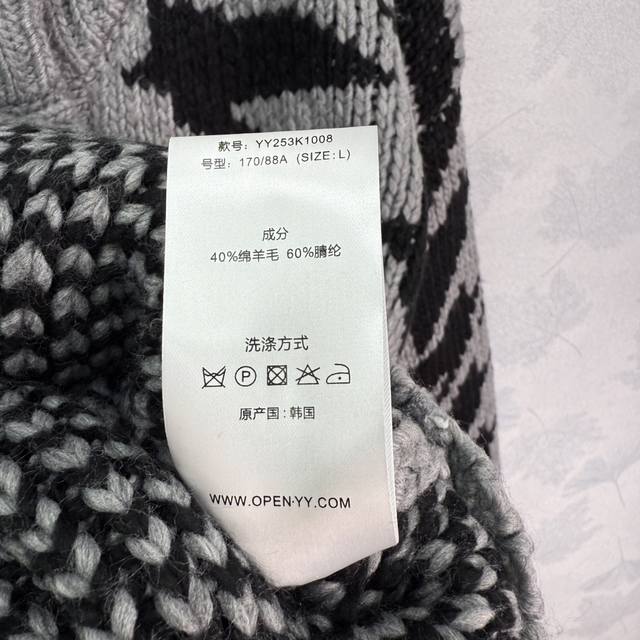 款号: YY253K1008
号型: 170/88A (SIZE:L)
成分
40%绵羊毛 60%腈纶
洗涤方式
P
原产国:韩国
WWW.OPEN-YY.COM